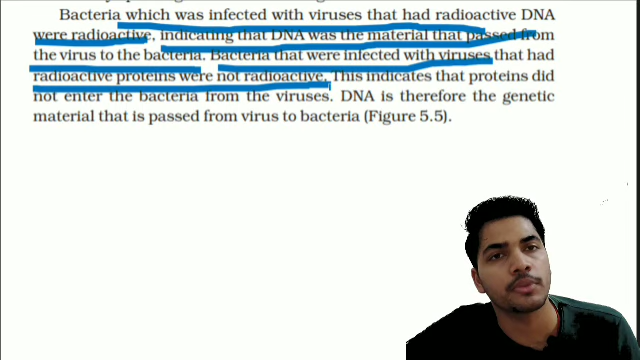 Bacteria which was infected with viruses that had radioactive DNA
were radioactive, indicating that DNA was the material that passed from
the virus to the bacteria. Bacteria that were infected with viruses that had
radioactive proteins were not radioactive. This indicates that proteins did
not enter the bacteria from the viruses. DNA is therefore the genetic
material that is passed from virus to bacteria (Figure 5.5).